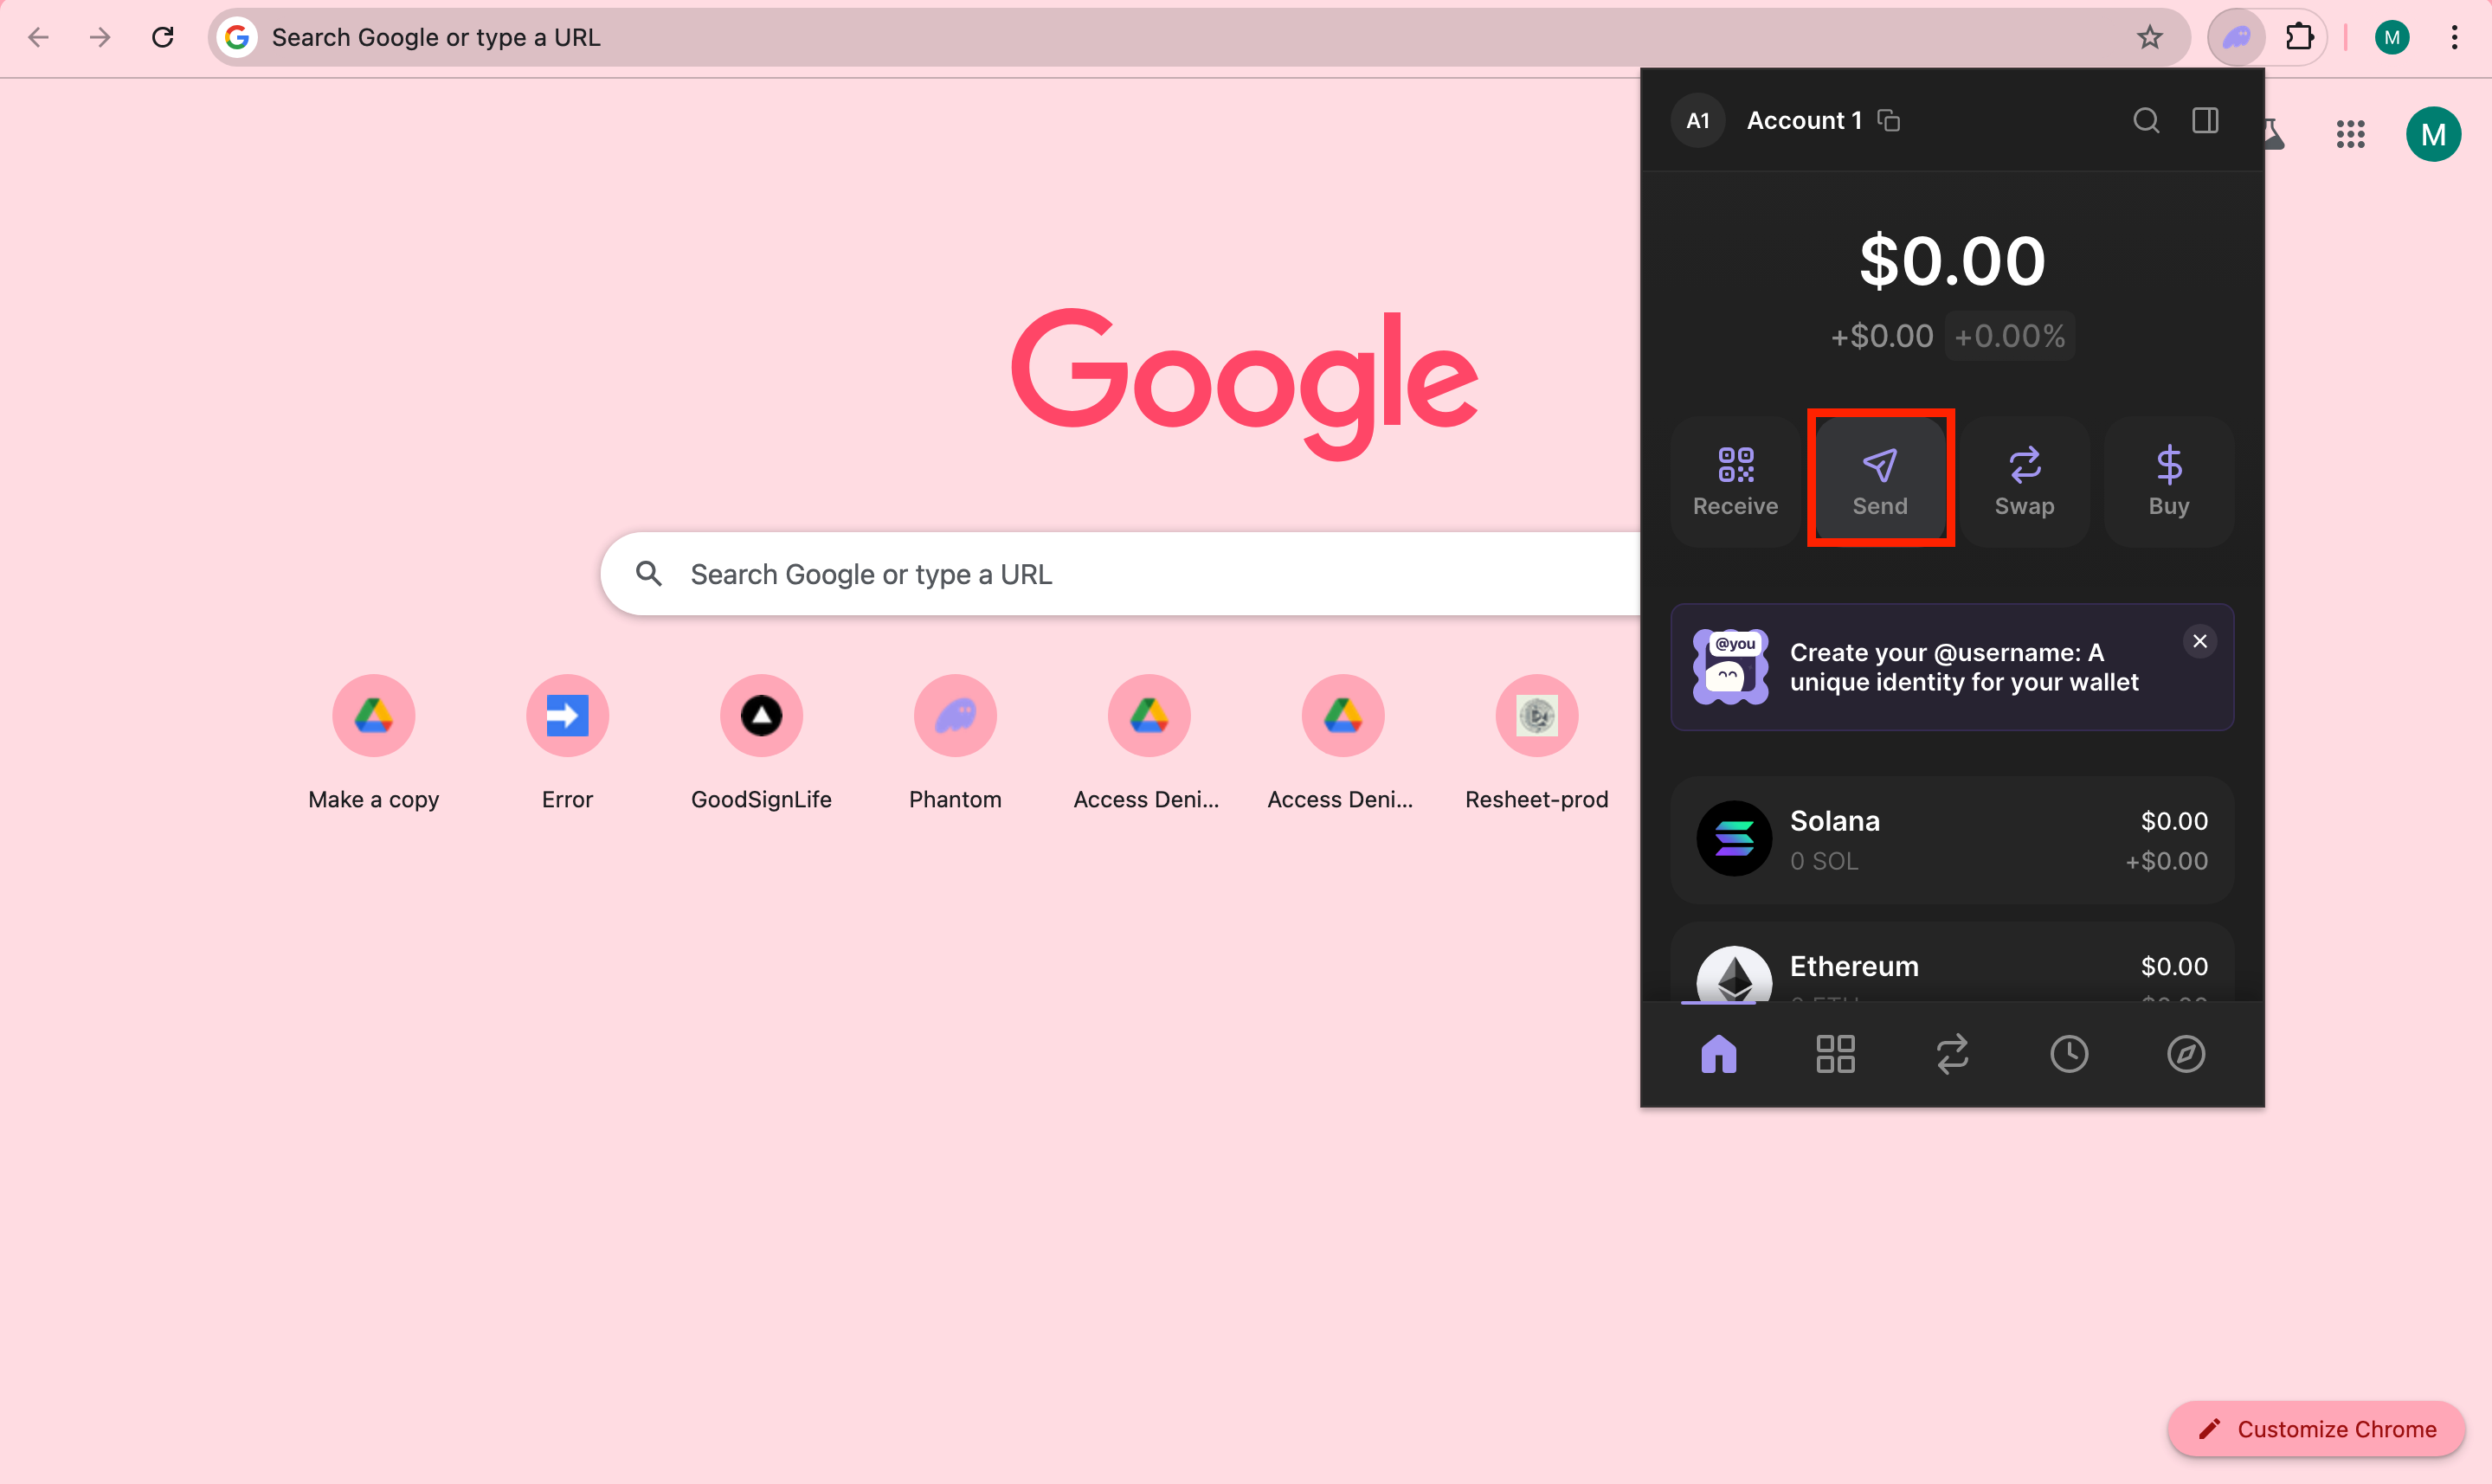 Search Google or type a URL
M
A1 Account 1
M
$0.00
+$0.00 +0.00%
Google
Receive Send Swap Buy
Search Google or type a URL
@you
Create your @username: A
unique identity for your wallet
Make a copy Error GoodSignLife Phantom Access Deni... Access Deni... Resheet-prod
Solana $0.00
0 SOL +$0.00
Ethereum $0.00
Customize Chrome